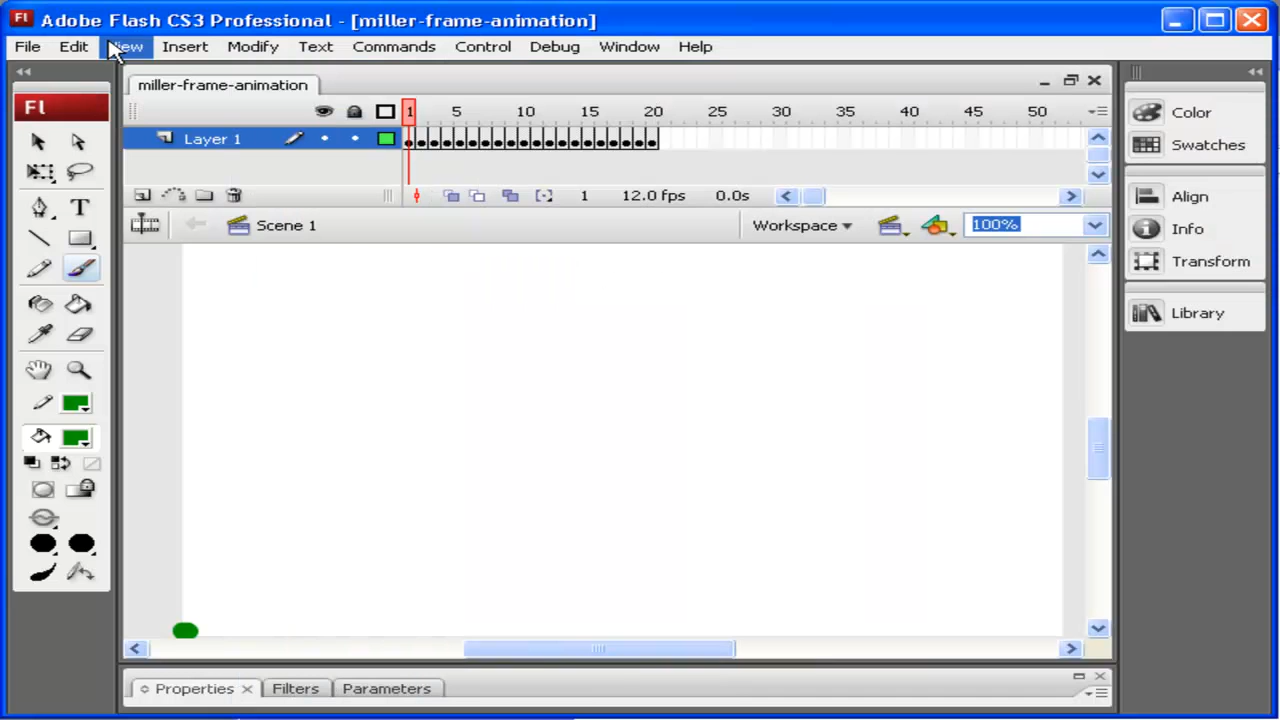 Fl Adobe Flash CS3 Professional - [miller-frame-animation]
File Edit View Insert Modify Text Commands Control Debug Window Help
miller-frame-animation
Fl
1 5 10 15 20 25 30 35 40 45 50
Layer 1
1 12.0 fps 0.0s
Scene 1 Workspace 100%
T
Color
Swatches
Align
Info
Transform
Library
Properties Filters Parameters